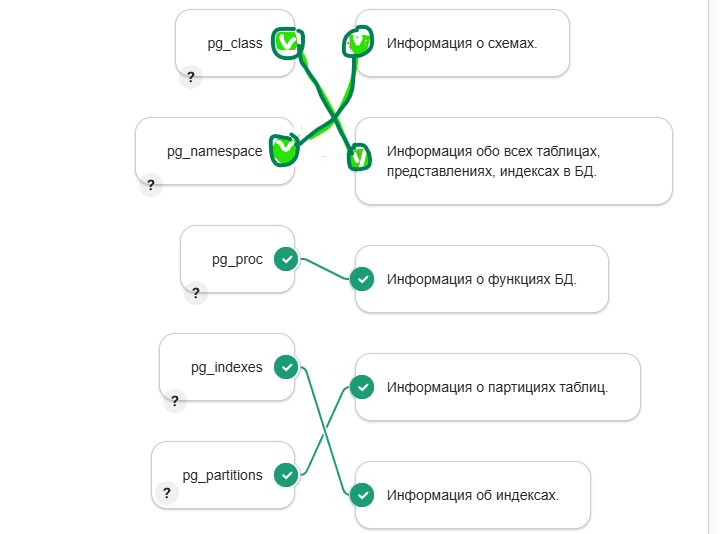 pg_class
?
Информация о схемах.
pg_namespace
?
Информация обо всех таблицах,
представлениях, индексах в БД.
pg_proc
?
Информация о функциях БД.
pg_indexes
?
Информация о партициях таблиц.
pg_partitions
?
Информация об индексах.